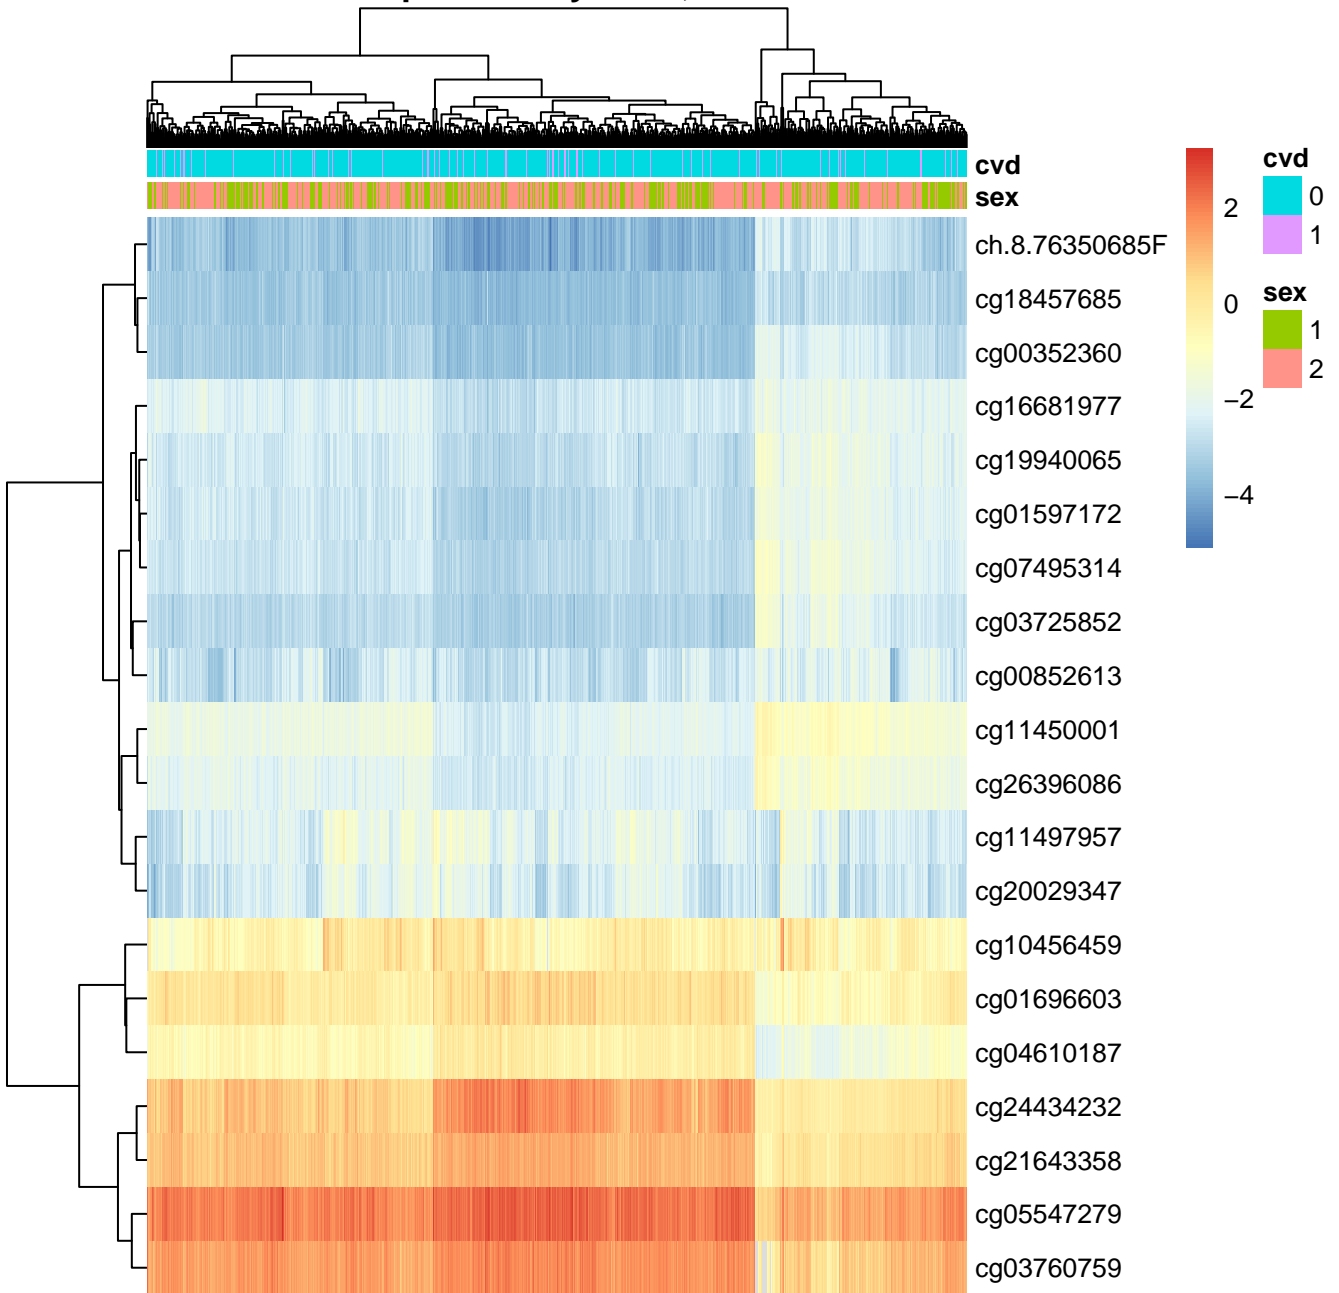 cvd
sex
ch.8.76350685F
cg18457685
cg00352360
cg16681977
cg19940065
cg01597172
cg07495314
cg03725852
cg00852613
cg11450001
cg26396086
cg11497957
cg20029347
cg10456459
cg01696603
cg04610187
cg24434232
cg21643358
cg05547279
cg03760759
2
0
−2
−4
cvd
0
1
sex
1
2